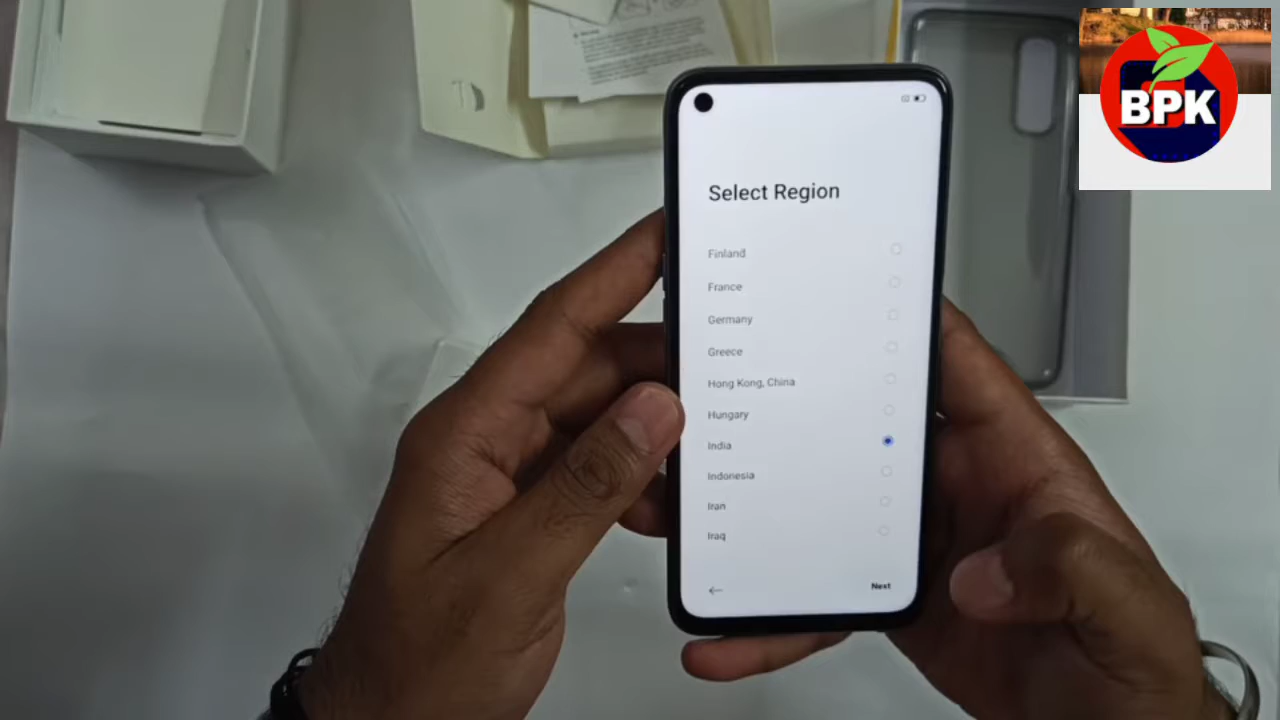 BPK
Select Region
Finland
France
Germany
Greece
Hong Kong, China
Hungary
India
Indonesia
Iran
Iraq
Next